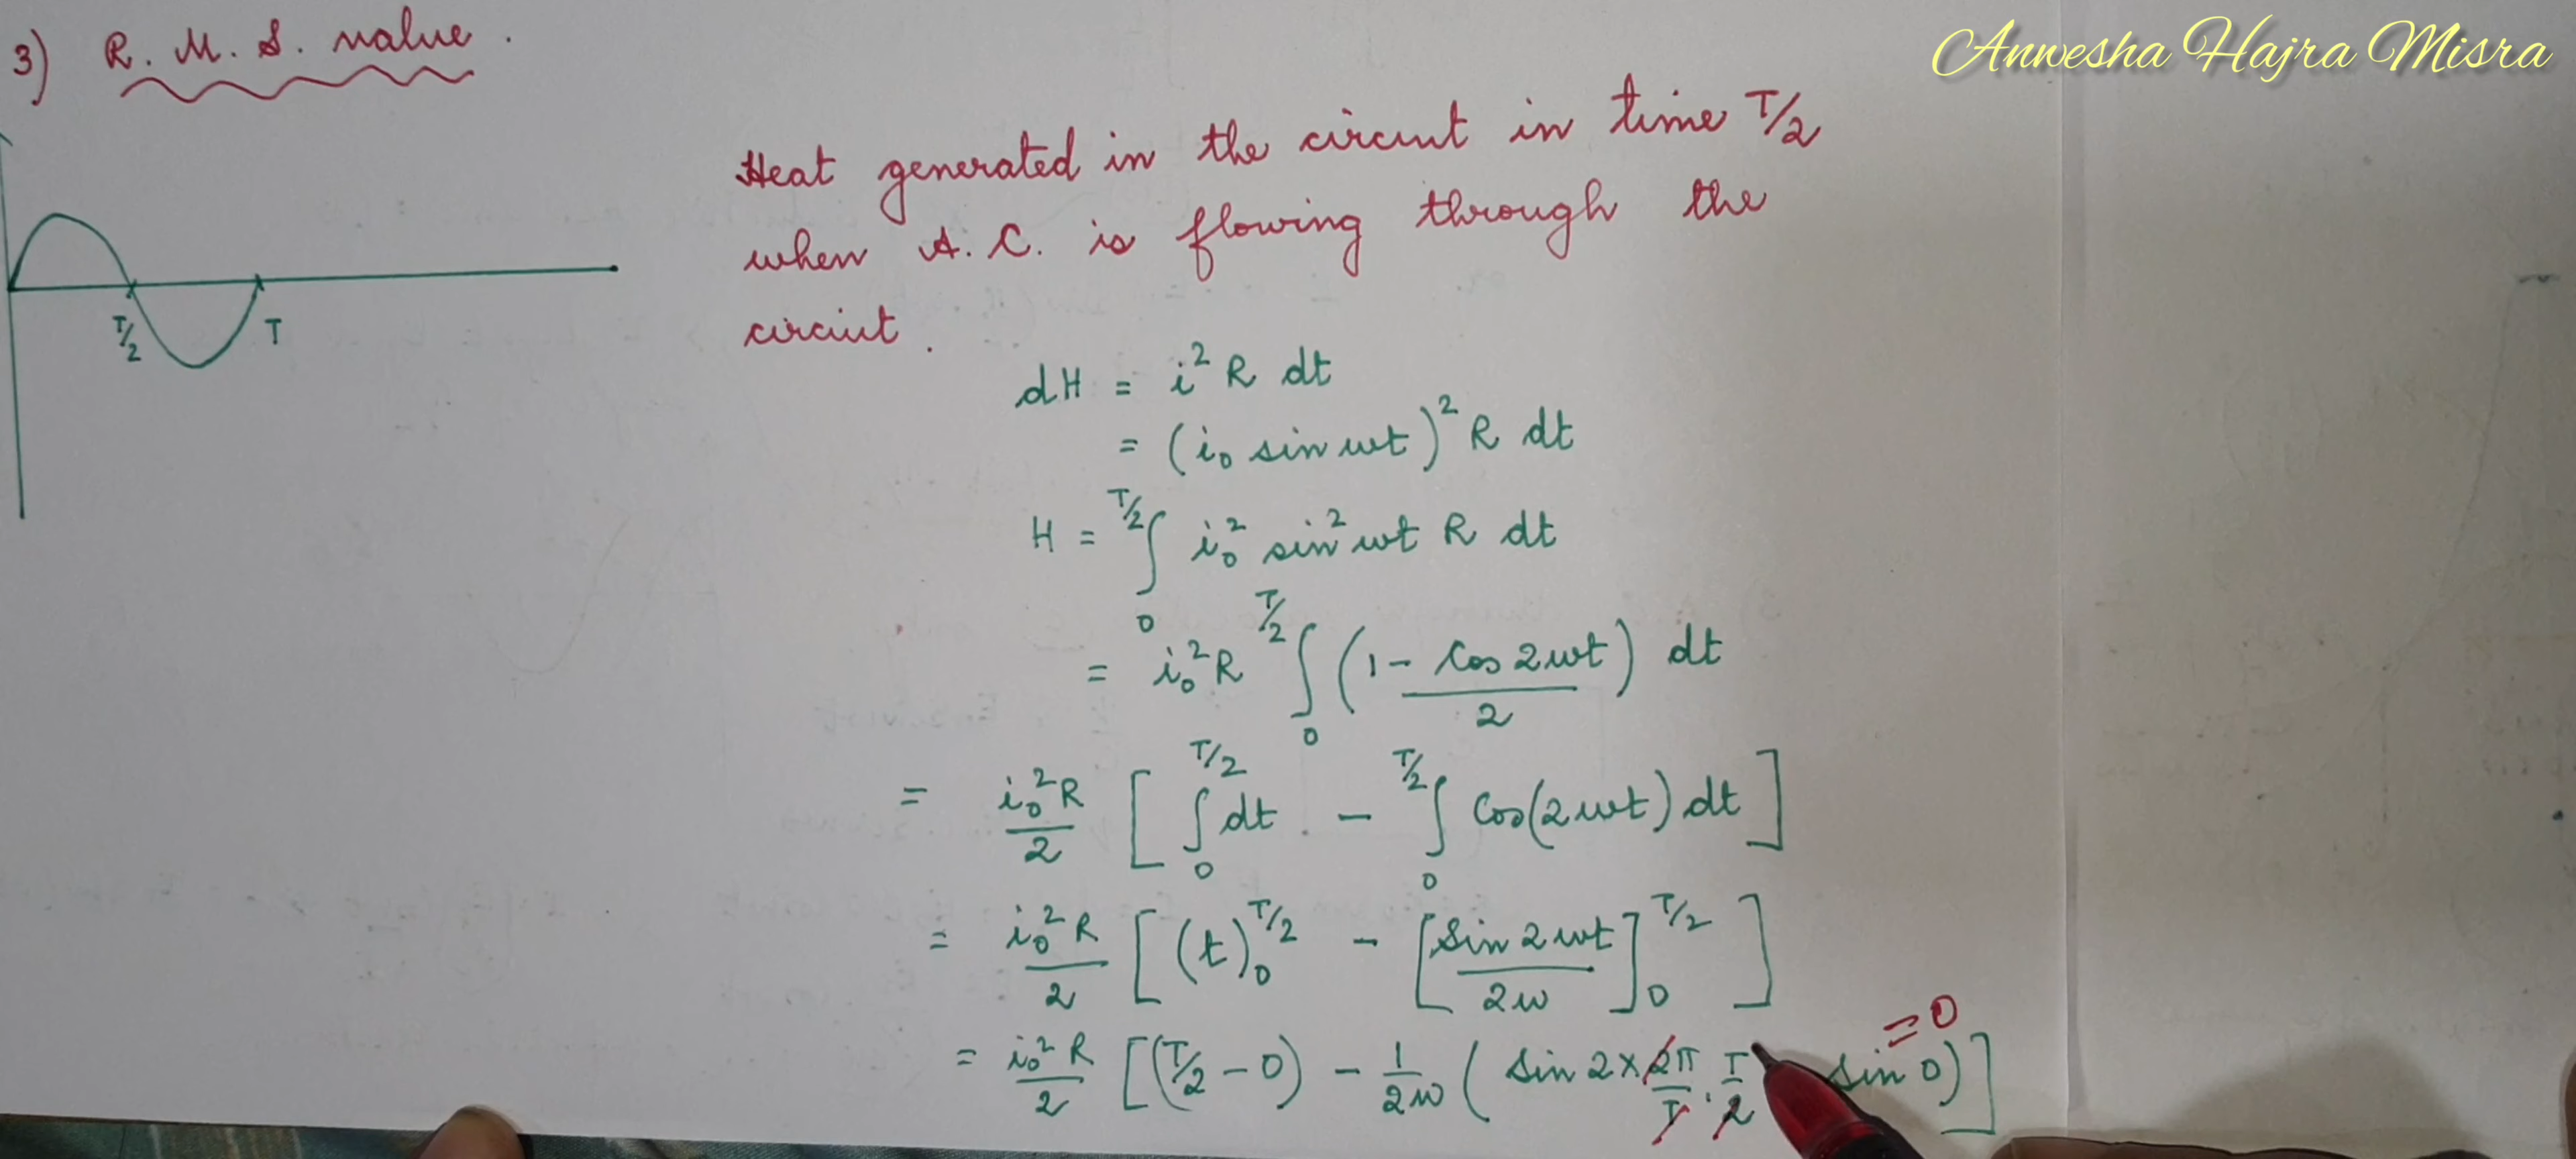 Anwesha Hajra Misra
3) R. M. S. value.
Heat generated in the circuit in time T/2
when A. C. is flowing through the
circuit.
T/2 T
dH = i² R dt
= (i₀ sin ωt)² R dt
H = ∫₀^{T/2} i₀² sin² ωt R dt
= i₀² R ∫₀^{T/2} (1 - cos 2ωt)/2 dt
= i₀² R/2 [ ∫₀^{T/2} dt - ∫₀^{T/2} cos(2ωt) dt ]
= i₀² R/2 [ (t)₀^{T/2} - [sin 2ωt/2ω]₀^{T/2} ]
= 0
= i₀² R/2 [(T/2 - 0) - 1/2ω ( sin 2 × 2π/T · T/2 sin 0)]